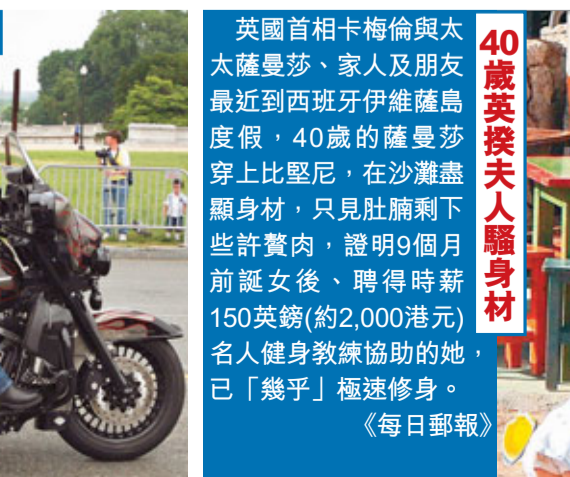 40歲英揆夫人騷身材
英國首相卡梅倫與太
太薩曼莎、家人及朋友
最近到西班牙伊維薩島
度假，40歲的薩曼莎
穿上比堅尼，在沙灘盡
顯身材，只見肚腩剩下
些許贅肉，證明9個月
前誕女後、聘得時薪
150英鎊(約2,000港元)
名人健身教練協助的她，
已「幾乎」極速修身。
《每日郵報》